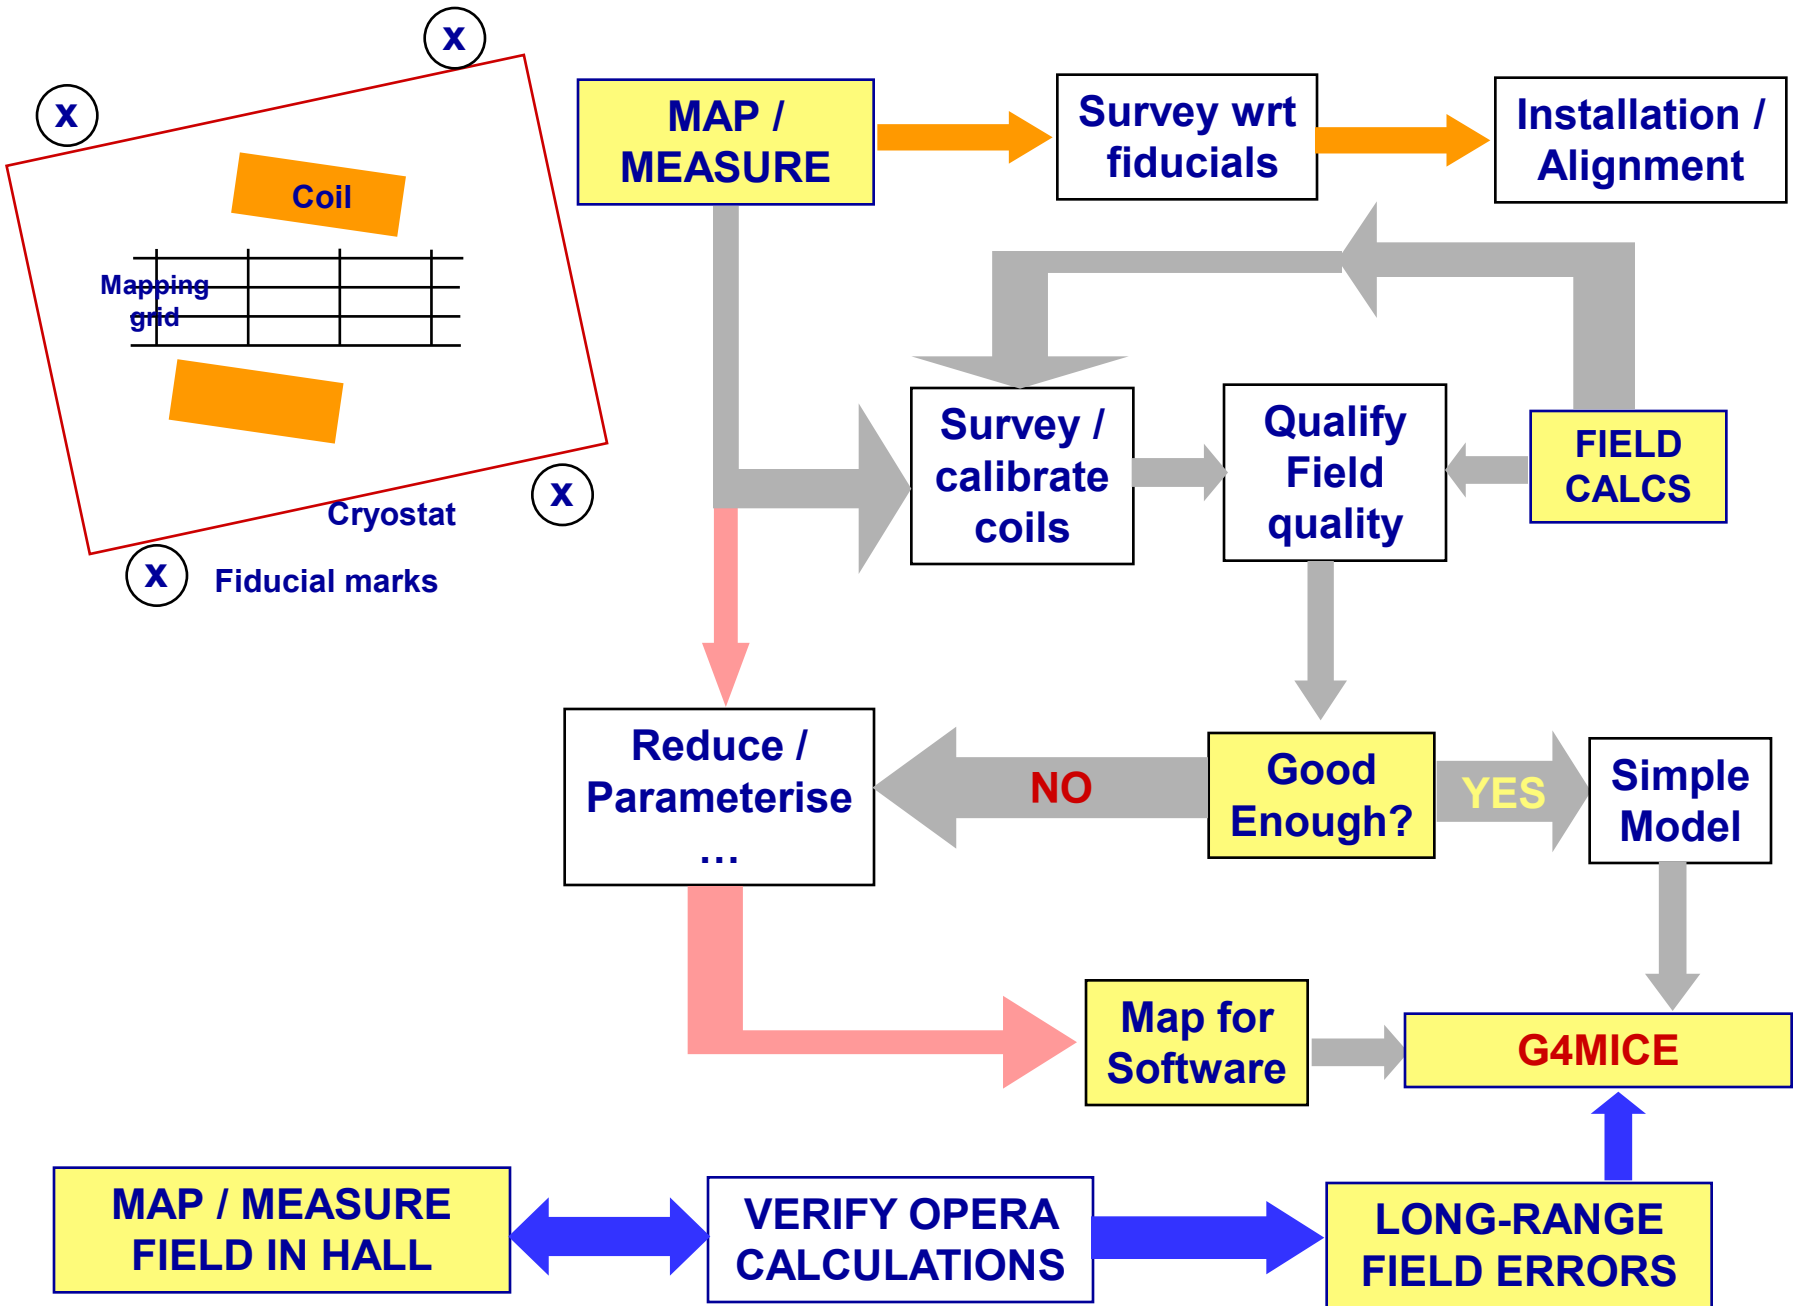 x
x
Coil
Mapping
grid
x
Cryostat
x
Fiducial marks
MAP /
MEASURE
Survey wrt
fiducials
Installation /
Alignment
Survey /
calibrate
coils
Qualify
Field
quality
FIELD
CALCS
Reduce /
Parameterise
...
NO
Good
Enough?
YES
Simple
Model
Map for
Software
G4MICE
MAP / MEASURE
FIELD IN HALL
VERIFY OPERA
CALCULATIONS
LONG-RANGE
FIELD ERRORS